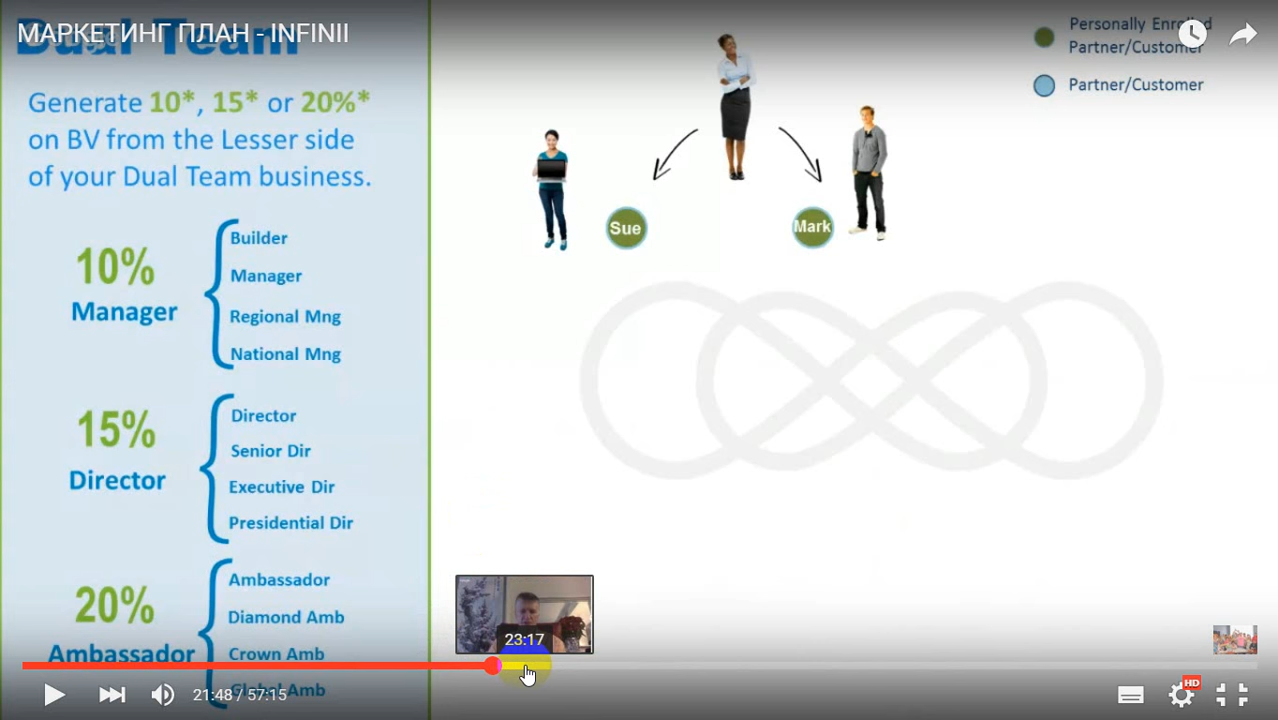 МАРКЕТИНГ ПЛАН - INFINII
Dual Team
Generate 10*, 15* or 20%*
on BV from the Lesser side
of your Dual Team business.
10%
Manager
Builder
Manager
Regional Mng
National Mng
15%
Director
Director
Senior Dir
Executive Dir
Presidential Dir
20%
Ambassador
Ambassador
Diamond Amb
Crown Amb
Global Amb
Personally Enrolled
Partner/Customer
Partner/Customer
Sue
Mark
23:17
21:48 / 57:15
HD